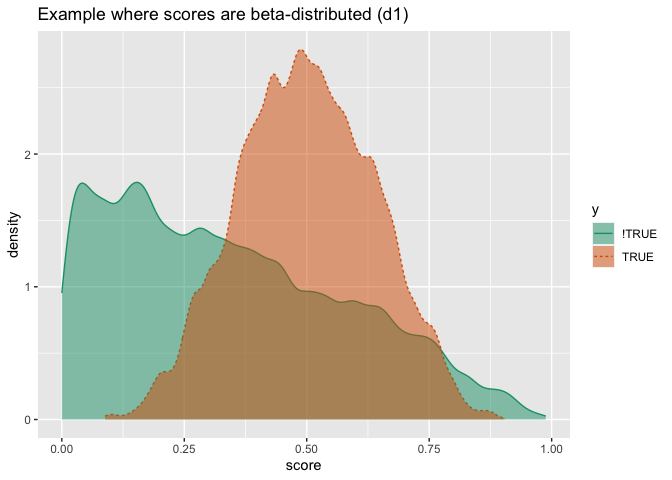 Example where scores are beta-distributed (d1)
density
2
1
0
0.00
0.25
0.50
0.75
1.00
score
y
!TRUE
TRUE